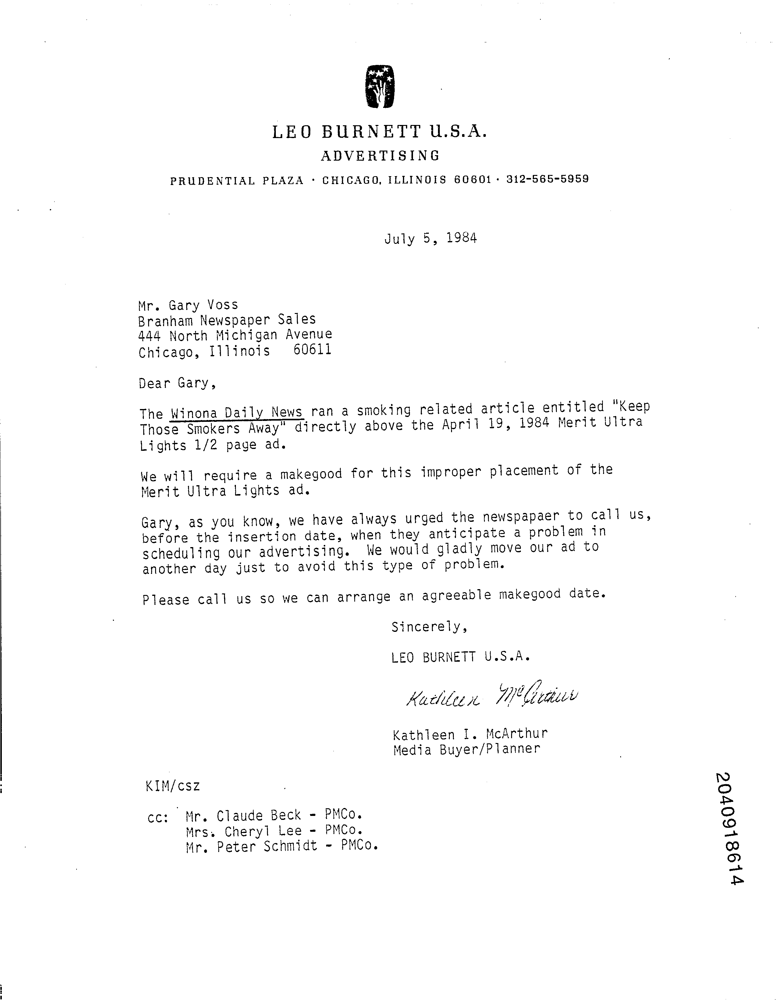 LEO BURNETT U.S.A.
ADVERTISING
PRUDENTIAL PLAZA · CHICAGO, ILLINOIS 60601 · 312-565-5959
July 5, 1984
Mr. Gary Voss
Branham Newspaper Sales
444 North Michigan Avenue
Chicago, Illinois 60611
Dear Gary,
The Winona Daily News ran a smoking related article entitled "Keep
Those Smokers Away" directly above the April 19, 1984 Merit Ultra
Lights 1/2 page ad.
We will require a makegood for this improper placement of the
Merit Ultra Lights ad.
Gary, as you know, we have always urged the newspapaer to call us,
before the insertion date, when they anticipate a problem in
scheduling our advertising. We would gladly move our ad to
another day just to avoid this type of problem.
Please call us so we can arrange an agreeable makegood date.
Sincerely,
LEO BURNETT U.S.A.
Kathleen McArthur
Kathleen I. McArthur
Media Buyer/Planner
KIM/csz
cc: Mr. Claude Beck - PMCo.
Mrs. Cheryl Lee - PMCo.
Mr. Peter Schmidt - PMCo.
2040918614